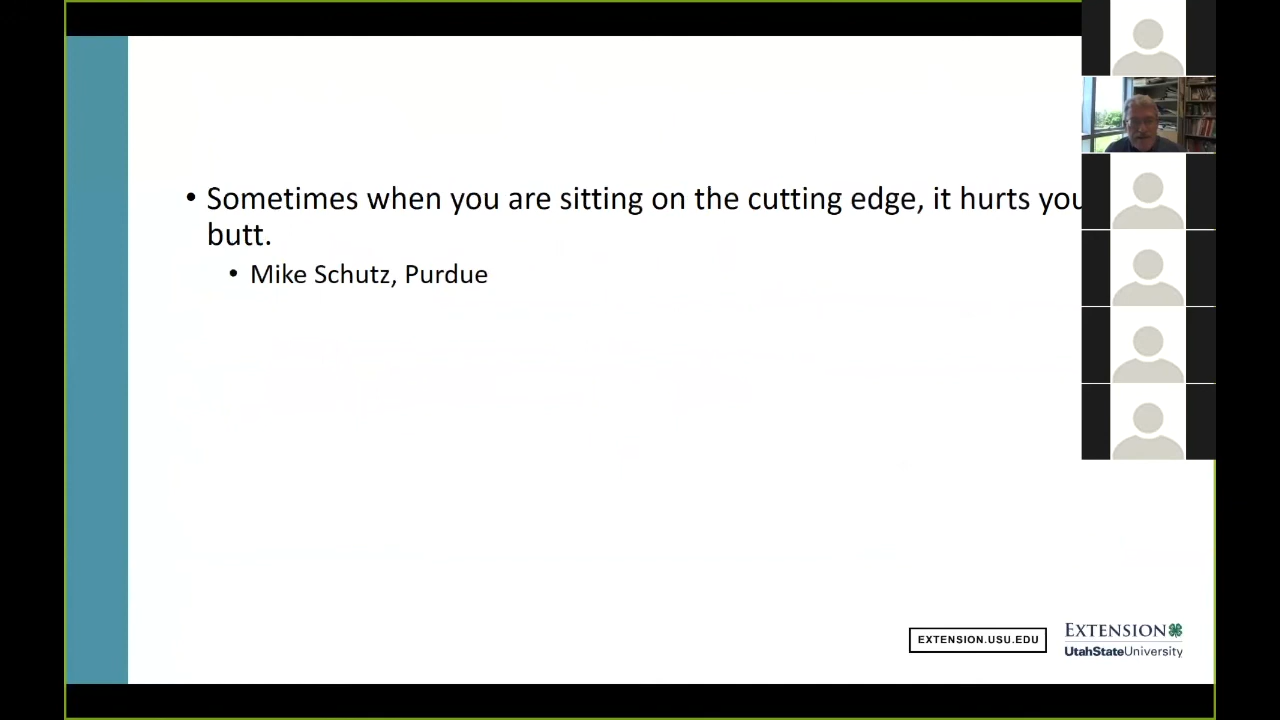 • Sometimes when you are sitting on the cutting edge, it hurts you
butt.
• Mike Schutz, Purdue
EXTENSION.USU.EDU
EXTENSION
UtahStateUniversity